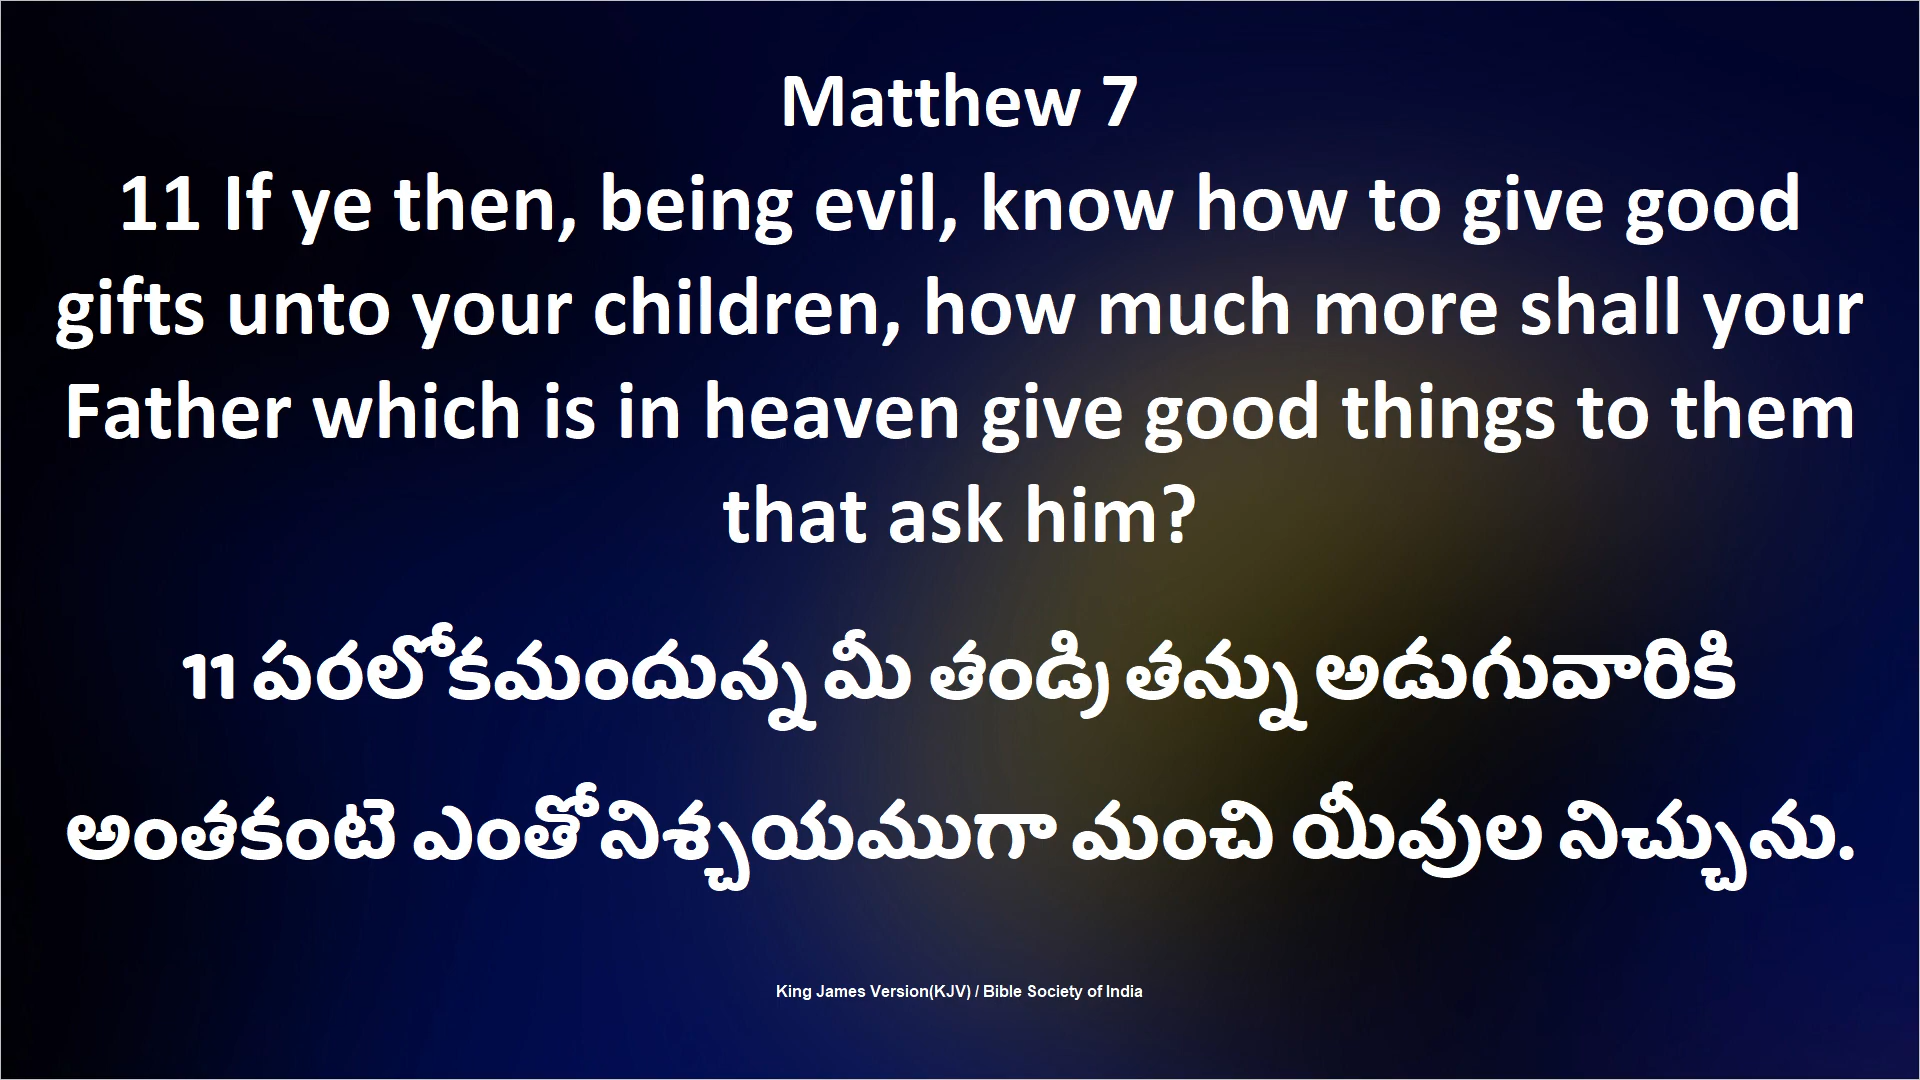 Matthew 7
11 If ye then, being evil, know how to give good
gifts unto your children, how much more shall your
Father which is in heaven give good things to them
that ask him?
11 పరలోకమందున్న మీ తండ్రి తన్ను అడుగువారికి
అంతకంటె ఎంతోనిశ్చయముగా మంచి యీవుల నిచ్చును.
King James Version(KJV) / Bible Society of India